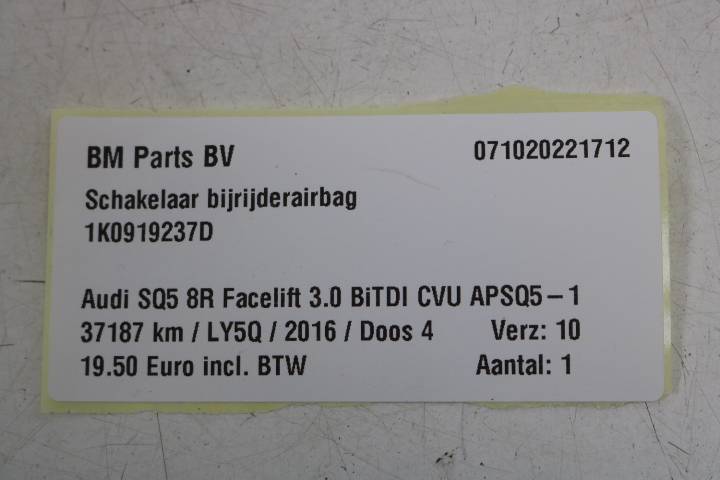 BM Parts BV 071020221712
Schakelaar bijrijderairbag
1K0919237D
Audi SQ5 8R Facelift 3.0 BiTDI CVU APSQ5-1
37187 km / LY5Q / 2016 / Doos 4 Verz: 10
19.50 Euro incl. BTW Aantal: 1